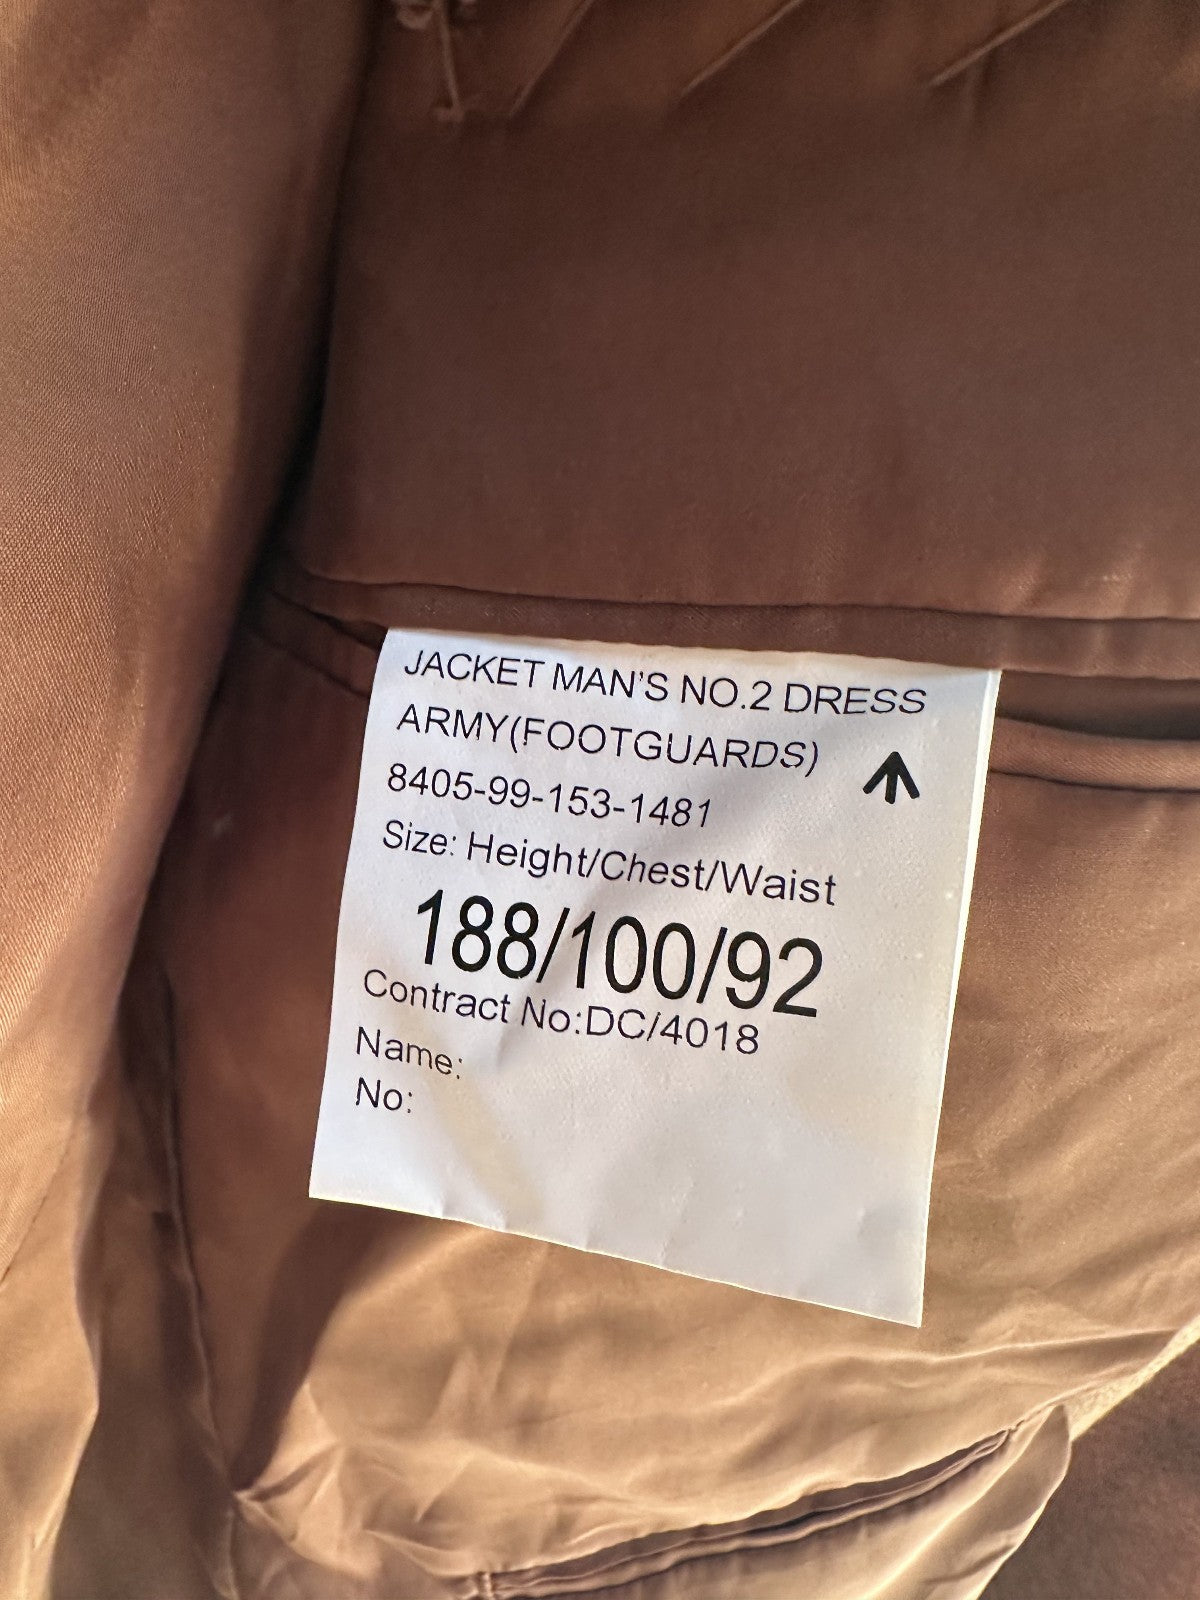 JACKET MAN'S NO.2 DRESS
ARMY(FOOTGUARDS)
8405-99-153-1481
Size: Height/Chest/Waist
188/100/92
Contract No:DC/4018
Name:
No: